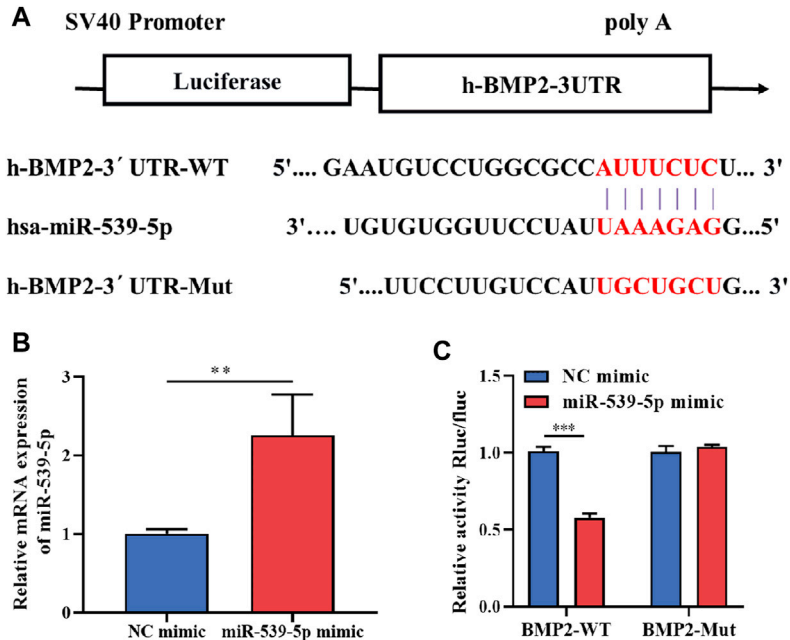 A
SV40 Promoter poly A
Luciferase h-BMP2-3UTR
h-BMP2-3´ UTR-WT 5'.... GAAUGUCCUGGCGCCAUUUCUCU... 3'
hsa-miR-539-5p 3'.... UGUGUGGUUCCUAUUAAAGAGG...5'
h-BMP2-3´ UTR-Mut 5'....UUCCUUGUCCAUUGCUGCUG... 3'
B
Relative mRNA expression
of miR-539-5p
3
2
1
0
**
NC mimic miR-539-5p mimic
C
Relative activity Rluc/fluc
1.5
1.0
0.5
0.0
NC mimic
miR-539-5p mimic
***
BMP2-WT BMP2-Mut